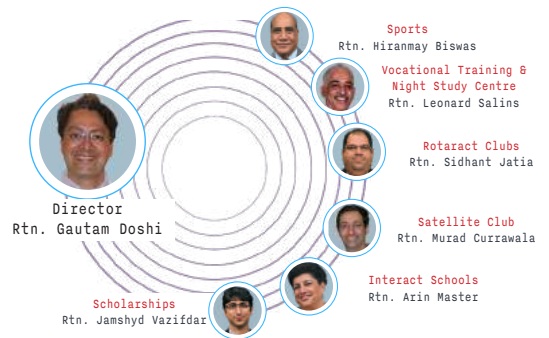 Sports
Rtn. Hiranmay Biswas
Vocational Training &
Night Study Centre
Rtn. Leonard Salins
Rotaract Clubs
Rtn. Sidhant Jatia
Director
Rtn. Gautam Doshi
Satellite Club
Rtn. Murad Currawala
Interact Schools
Rtn. Arin Master
Scholarships
Rtn. Jamshyd Vazifdar